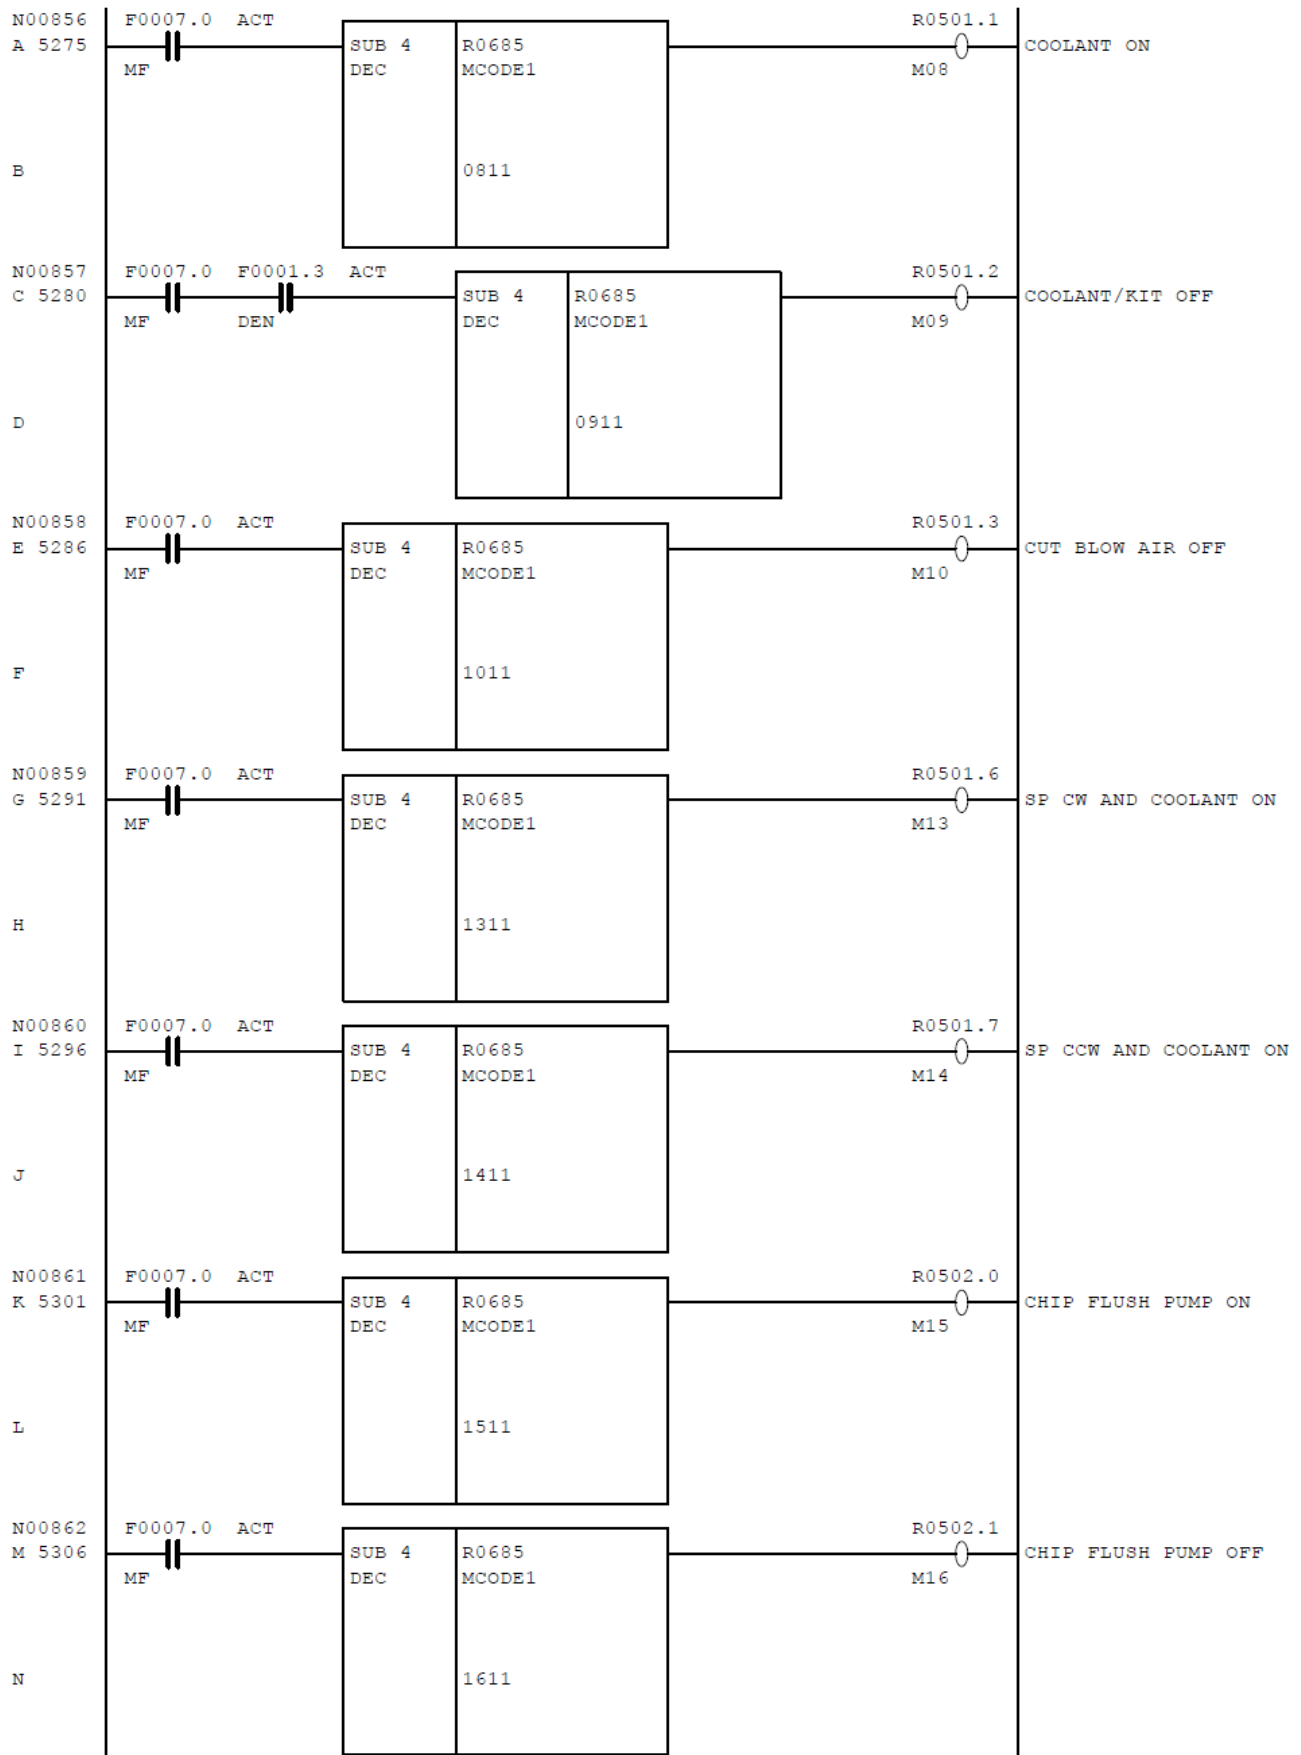 N00856 F0007.0 ACT R0501.1
A 5275 SUB 4 R0685 COOLANT ON
MF DEC MCODE1 M08
B 0811
N00857 F0007.0 F0001.3 ACT R0501.2
C 5280 SUB 4 R0685 COOLANT/KIT OFF
MF DEN DEC MCODE1 M09
D 0911
N00858 F0007.0 ACT R0501.3
E 5286 SUB 4 R0685 CUT BLOW AIR OFF
MF DEC MCODE1 M10
F 1011
N00859 F0007.0 ACT R0501.6
G 5291 SUB 4 R0685 SP CW AND COOLANT ON
MF DEC MCODE1 M13
H 1311
N00860 F0007.0 ACT R0501.7
I 5296 SUB 4 R0685 SP CCW AND COOLANT ON
MF DEC MCODE1 M14
J 1411
N00861 F0007.0 ACT R0502.0
K 5301 SUB 4 R0685 CHIP FLUSH PUMP ON
MF DEC MCODE1 M15
L 1511
N00862 F0007.0 ACT R0502.1
M 5306 SUB 4 R0685 CHIP FLUSH PUMP OFF
MF DEC MCODE1 M16
N 1611